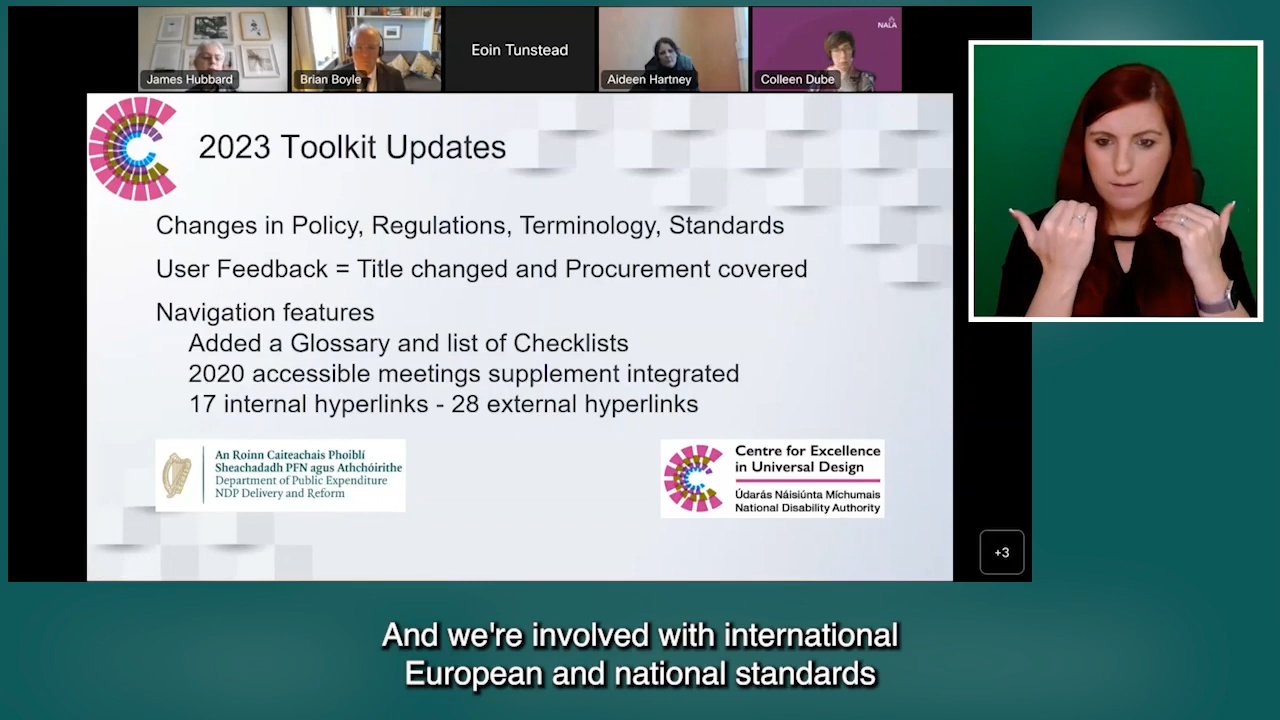 James Hubbard
Brian Boyle
Eoin Tunstead
Aideen Hartney
Colleen Dube
NALA
2023 Toolkit Updates
Changes in Policy, Regulations, Terminology, Standards
User Feedback = Title changed and Procurement covered
Navigation features
Added a Glossary and list of Checklists
2020 accessible meetings supplement integrated
17 internal hyperlinks - 28 external hyperlinks
An Roinn Caiteachais Phoiblí
Sheachadadh PFN agus Athchóirithe
Department of Public Expenditure
NDP Delivery and Reform
Centre for Excellence
in Universal Design
Údarás Náisiúnta Míchumais
National Disability Authority
+3
And we're involved with international
European and national standards